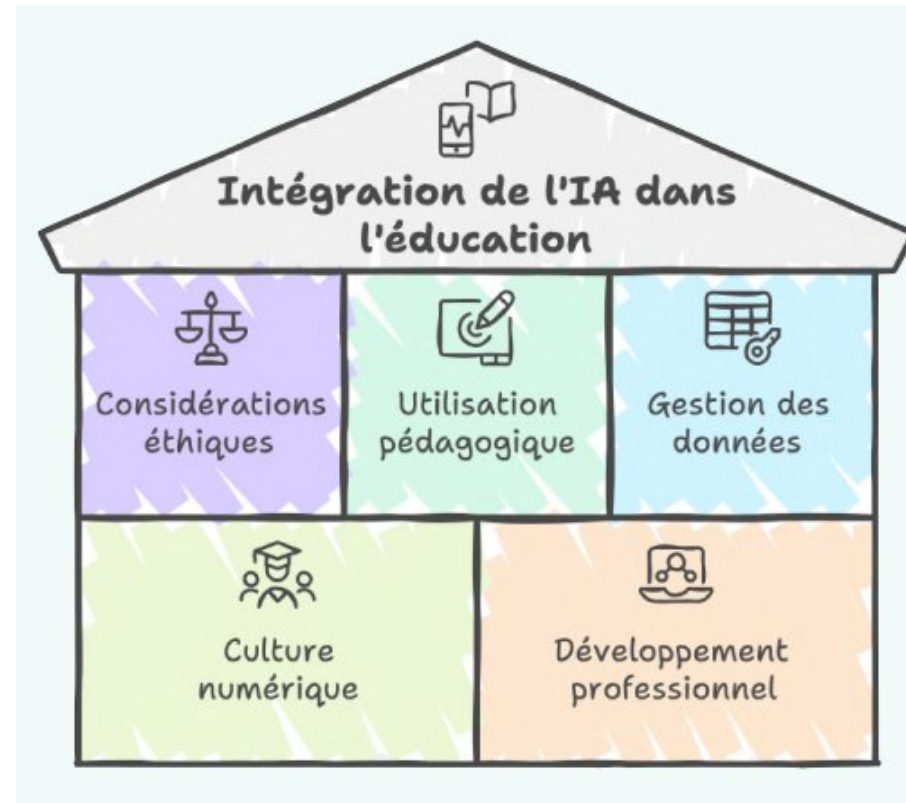 Intégration de l'IA dans
l'éducation
Considérations
éthiques
Utilisation
pédagogique
Gestion des
données
Culture
numérique
Développement
professionnel